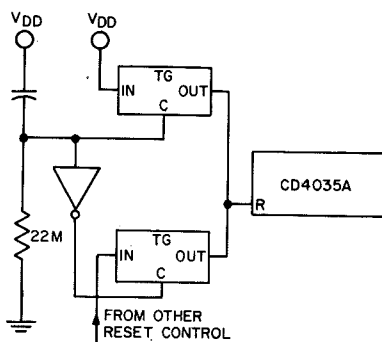 VDD
VDD
TG
IN
OUT
C
CD4035A
R
22M
TG
IN
OUT
C
FROM OTHER
RESET CONTROL